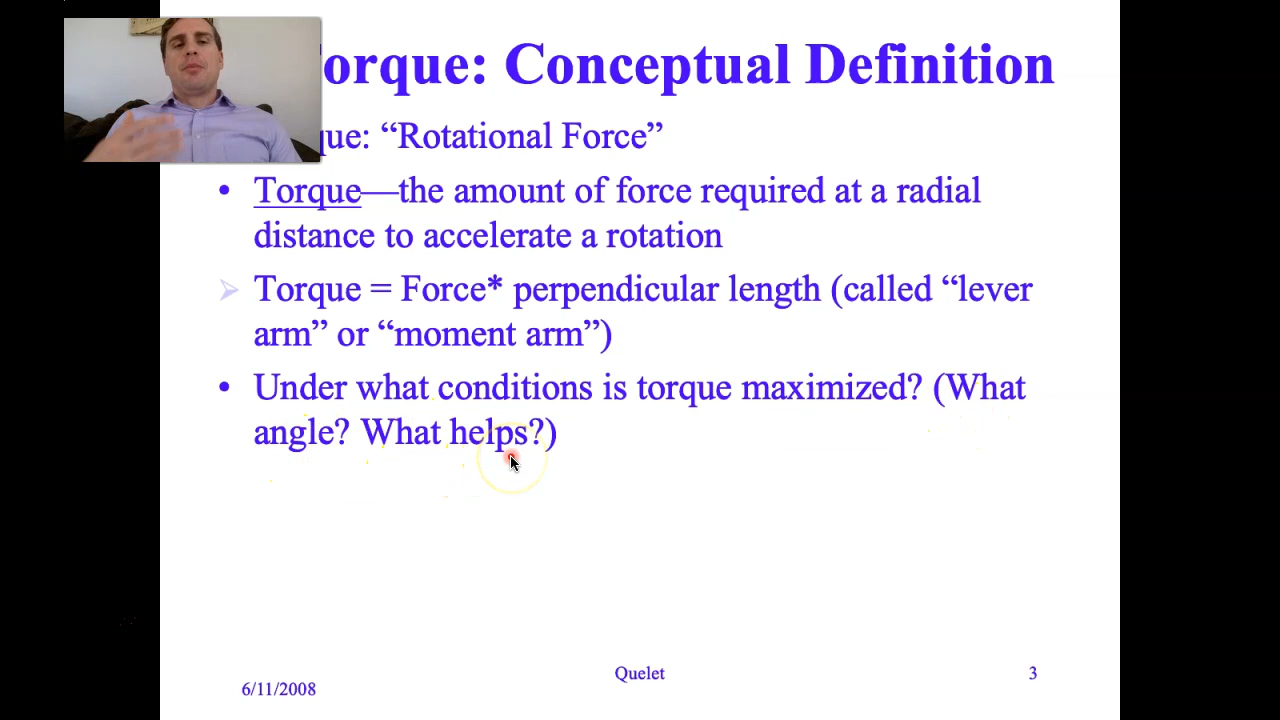 orque: Conceptual Definition
que: “Rotational Force”
• Torque—the amount of force required at a radial
distance to accelerate a rotation
➢ Torque = Force* perpendicular length (called “lever
arm” or “moment arm”)
• Under what conditions is torque maximized? (What
angle? What helps?)
6/11/2008
Quelet
3